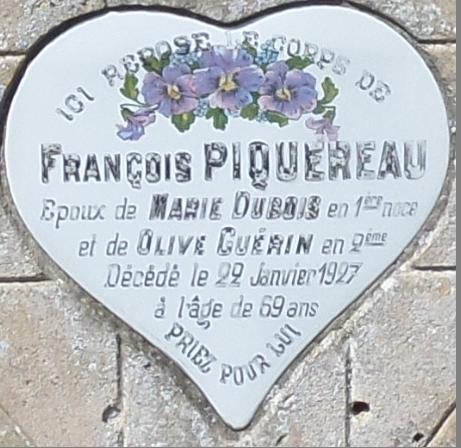 ICI REPOSE LE CORPS DE
FRANÇOIS PIQUEREAU
Epoux de MARIE DUBOIS en 1ère noce
et de OLIVE GUÉRIN en 2ème
Décédé le 22 Janvier 1927
à l'âge de 69 ans
PRIEZ POUR LUI